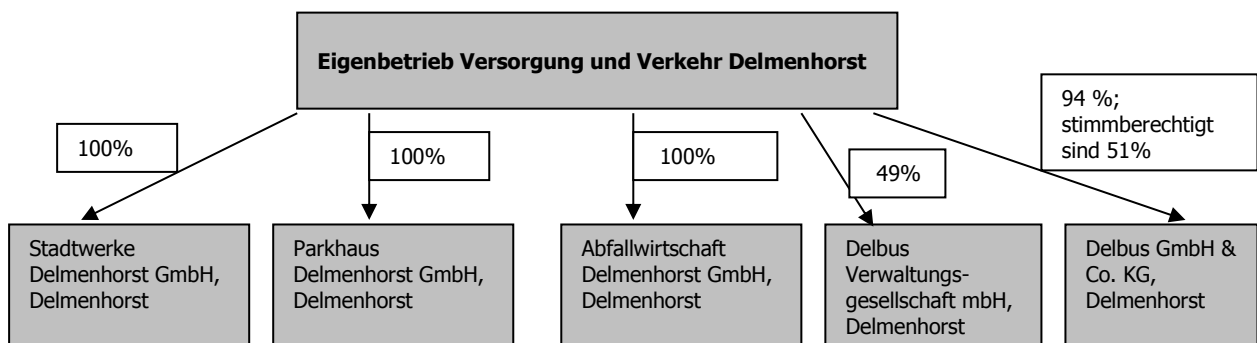 Eigenbetrieb Versorgung und Verkehr Delmenhorst
100%
100%
100%
49%
94 %;
stimmberechtigt
sind 51%
Stadtwerke
Delmenhorst GmbH,
Delmenhorst
Parkhaus
Delmenhorst GmbH,
Delmenhorst
Abfallwirtschaft
Delmenhorst GmbH,
Delmenhorst
Delbus
Verwaltungs-
gesellschaft mbH,
Delmenhorst
Delbus GmbH &
Co. KG,
Delmenhorst